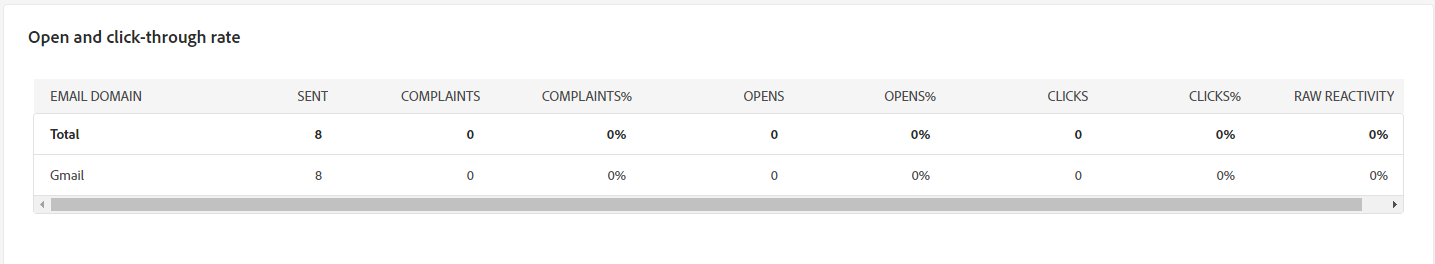 Open and click-through rate
EMAIL DOMAIN SENT COMPLAINTS COMPLAINTS% OPENS OPENS% CLICKS CLICKS% RAW REACTIVITY
Total 8 0 0% 0 0% 0 0% 0%
Gmail 8 0 0% 0 0% 0 0% 0%